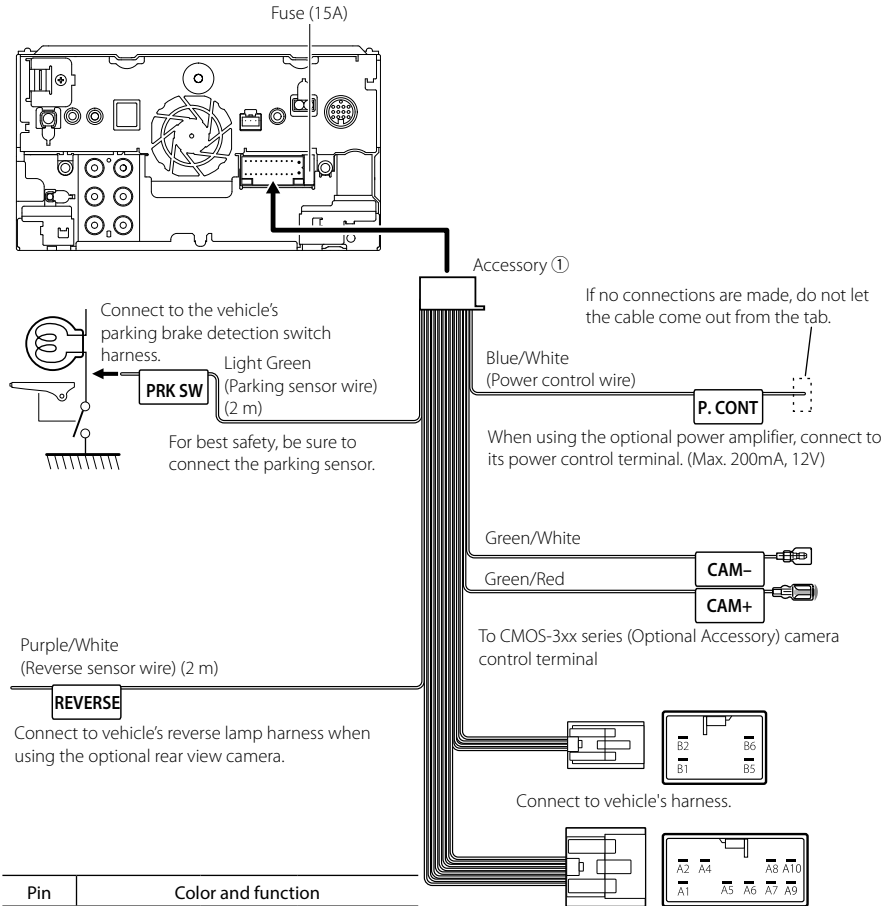 Fuse (15A)
Accessory ①
If no connections are made, do not let
the cable come out from the tab.
Connect to the vehicle’s
parking brake detection switch
harness.
PRK SW
Light Green
(Parking sensor wire)
(2 m)
For best safety, be sure to
connect the parking sensor.
Blue/White
(Power control wire)
P. CONT
When using the optional power amplifier, connect to
its power control terminal. (Max. 200mA, 12V)
Green/White
CAM–
Green/Red
CAM+
To CMOS-3xx series (Optional Accessory) camera
control terminal
Purple/White
(Reverse sensor wire) (2 m)
REVERSE
Connect to vehicle’s reverse lamp harness when
using the optional rear view camera.
B2 B6
B1 B5
Connect to vehicle's harness.
A2 A4 A8 A10
A1 A5 A6 A7 A9
Pin Color and function